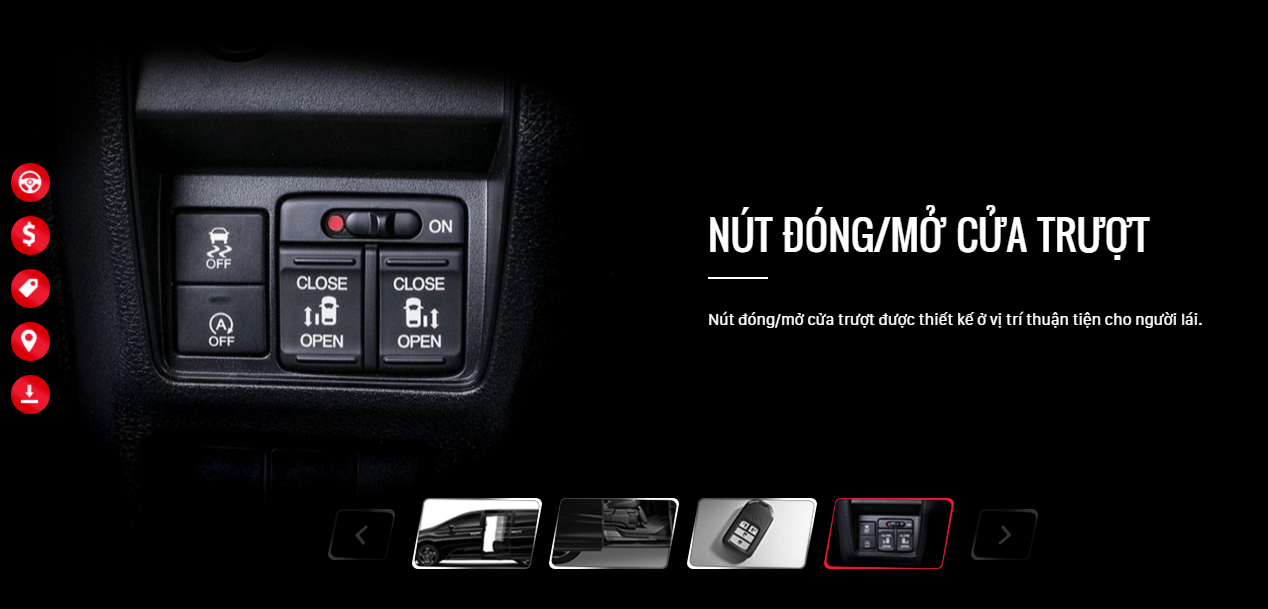 ON
OFF
CLOSE CLOSE
OPEN OPEN
A
OFF
NÚT ĐÓNG/MỞ CỬA TRƯỢT
Nút đóng/mở cửa trượt được thiết kế ở vị trí thuận tiện cho người lái.